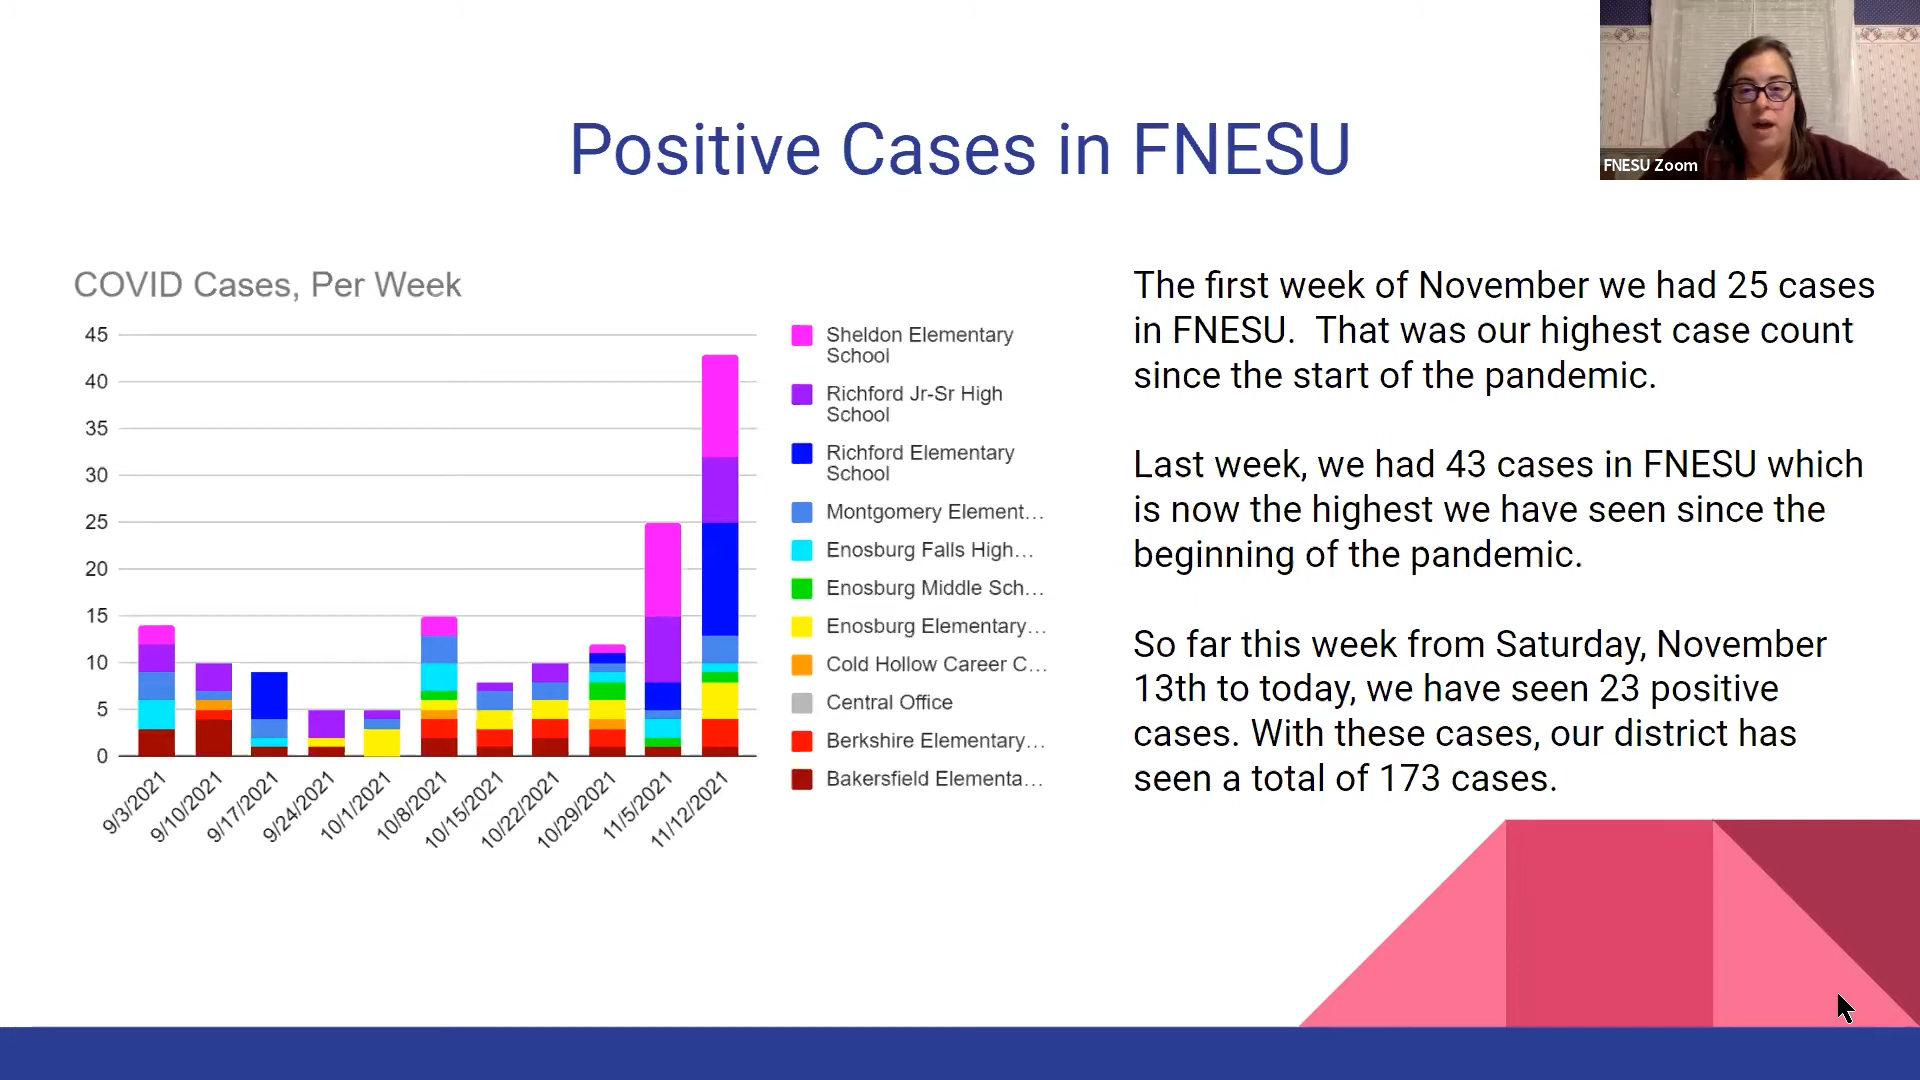 Positive Cases in FNESU
FNESU Zoom
COVID Cases, Per Week
45
40
35
30
25
20
15
10
5
0
9/3/2021
9/10/2021
9/17/2021
9/24/2021
10/1/2021
10/8/2021
10/15/2021
10/22/2021
10/29/2021
11/5/2021
11/12/2021
Sheldon Elementary
School
Richford Jr-Sr High
School
Richford Elementary
School
Montgomery Element...
Enosburg Falls High...
Enosburg Middle Sch...
Enosburg Elementary...
Cold Hollow Career C...
Central Office
Berkshire Elementary...
Bakersfield Elementa...
The first week of November we had 25 cases
in FNESU.  That was our highest case count
since the start of the pandemic.
Last week, we had 43 cases in FNESU which
is now the highest we have seen since the
beginning of the pandemic.
So far this week from Saturday, November
13th to today, we have seen 23 positive
cases. With these cases, our district has
seen a total of 173 cases.